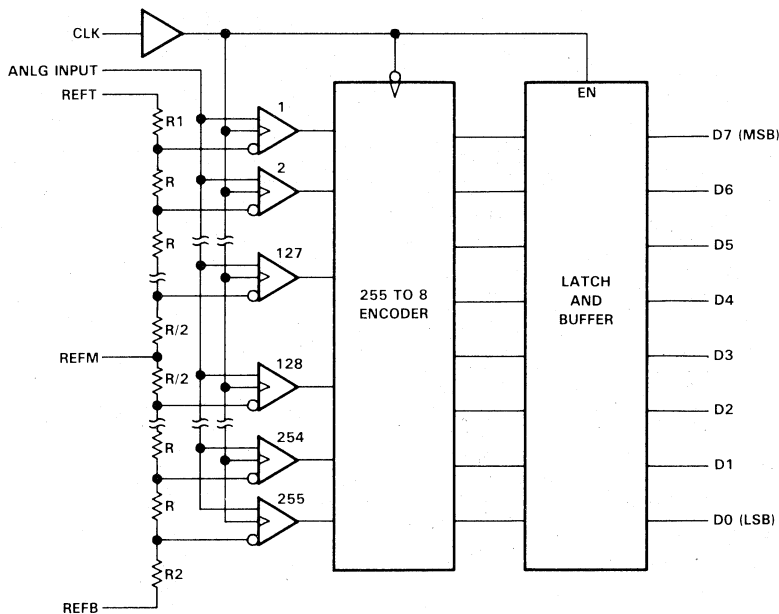 CLK
ANLG INPUT
REFT
EN
R1
1
D7 (MSB)
R
2
D6
R
127
D5
255 TO 8
ENCODER
LATCH
AND
BUFFER
D4
R/2
REFM
R/2
128
D3
D2
R
254
D1
R
255
D0 (LSB)
R2
REFB